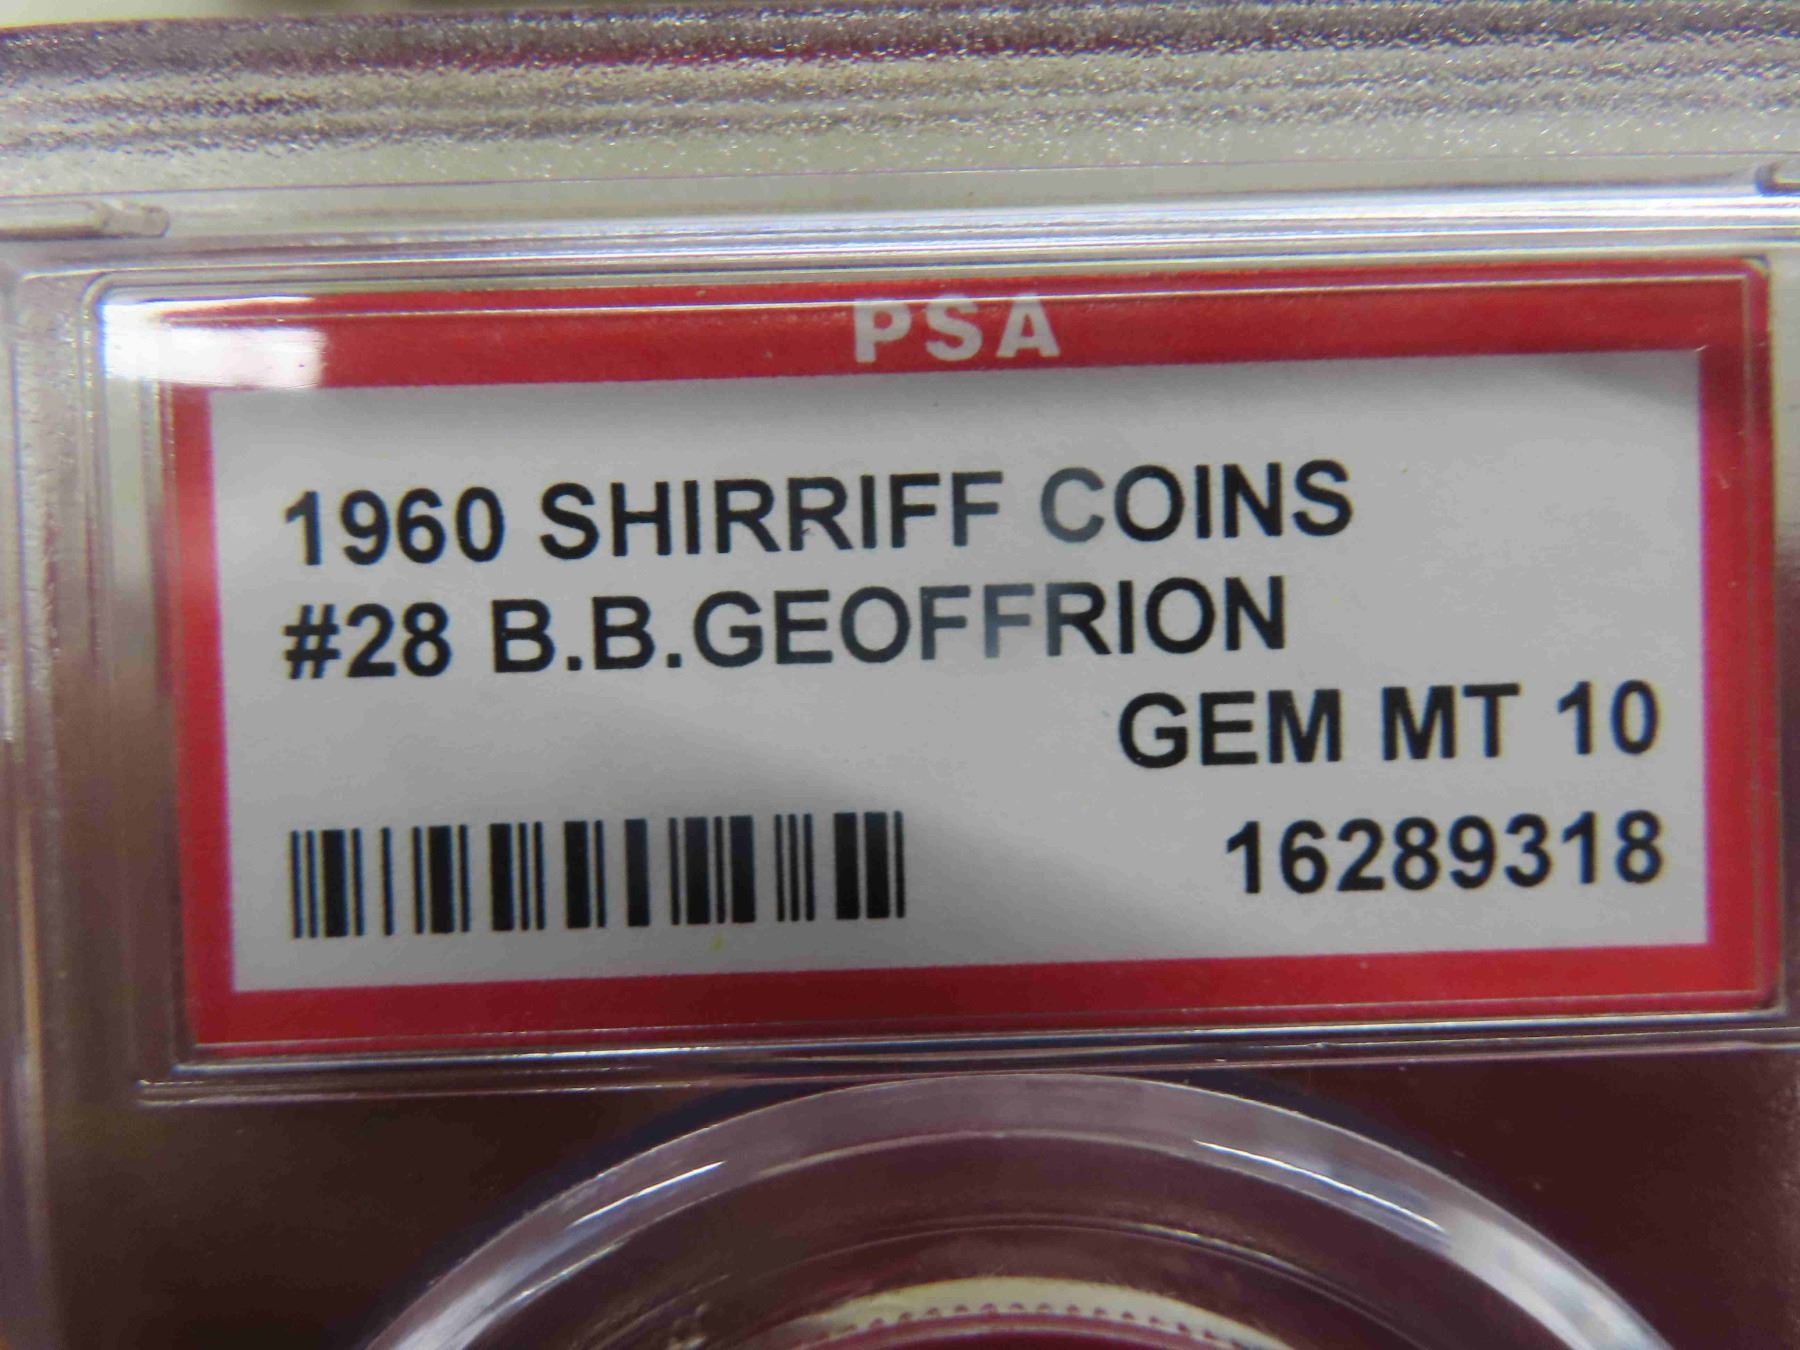 PSA
1960 SHIRRIFF COINS
#28 B.B.GEOFFRION
GEM MT 10
16289318